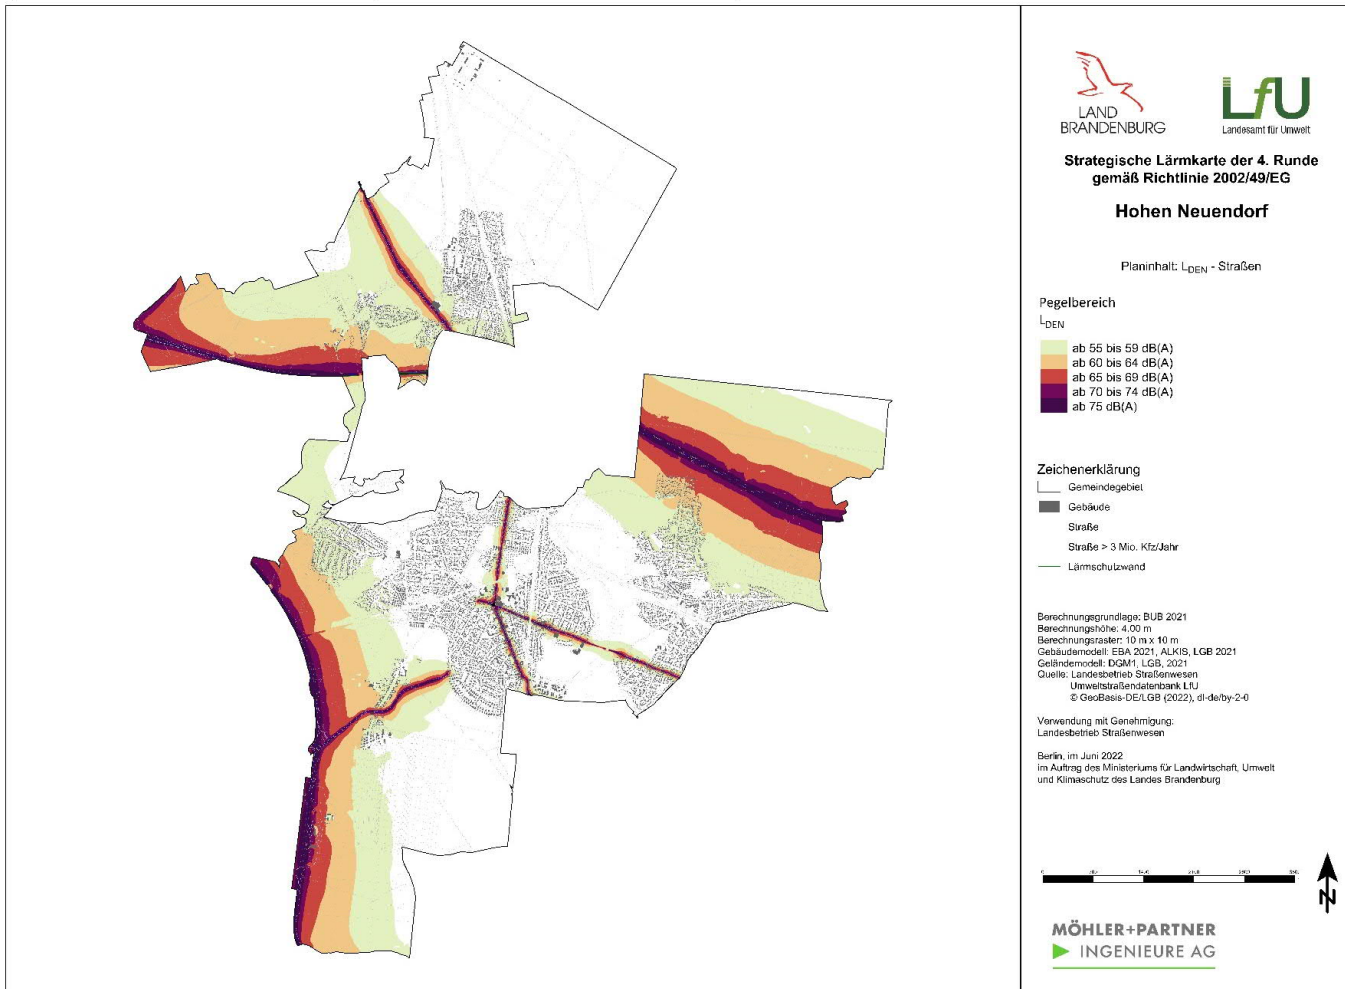 LAND
BRANDENBURG
LfU
Landesamt für Umwelt
Strategische Lärmkarte der 4. Runde
gemäß Richtlinie 2002/49/EG
Hohen Neuendorf
Planinhalt: LDEN - Straßen
Pegelbereich
LDEN
ab 55 bis 59 dB(A)
ab 60 bis 64 dB(A)
ab 65 bis 69 dB(A)
ab 70 bis 74 dB(A)
ab 75 dB(A)
Zeichenerklärung
Gemeindegebiet
Gebäude
Straße
Straße > 3 Mio. Kfz/Jahr
Lärmschutzwand
Berechnungsgrundlage: BUB 2021
Berechnungshöhe: 4.00 m
Berechnungsraster: 10 m x 10 m
Gebäudemodell: EBA 2021, ALKIS, LGB 2021
Geländemodell: DGM1, LGB, 2021
Quelle: Landesbetrieb Straßenwesen
Umweltstraßendatenbank LfU
© GeoBasis-DE/LGB (2022), dl-de/by-2-0
Verwendung mit Genehmigung:
Landesbetrieb Straßenwesen
Berlin, im Juni 2022
im Auftrag des Ministeriums für Landwirtschaft, Umwelt
und Klimaschutz des Landes Brandenburg
N
MÖHLER+PARTNER
INGENIEURE AG